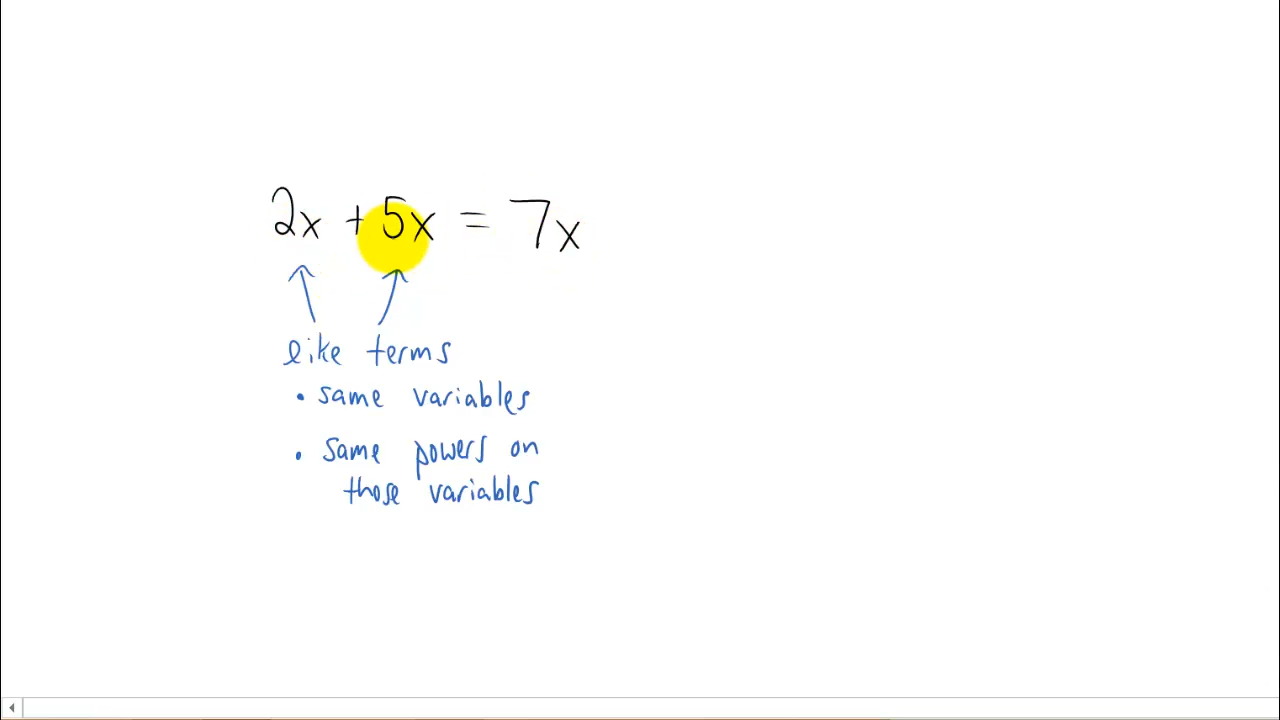 2x + 5x = 7x
like terms
• same variables
• same powers on
those variables